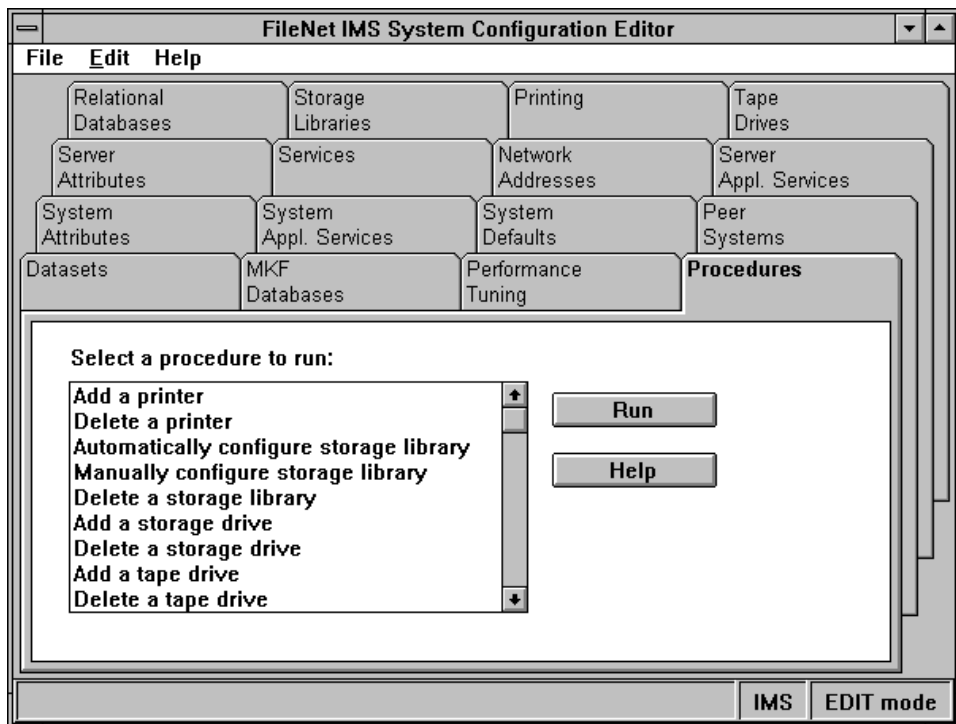 FileNet IMS System Configuration Editor
File Edit Help
Relational
Databases
Storage
Libraries
Printing
Tape
Drives
Server
Attributes
Services
Network
Addresses
Server
Appl. Services
System
Attributes
System
Appl. Services
System
Defaults
Peer
Systems
Datasets
MKF
Databases
Performance
Tuning
Procedures
Select a procedure to run:
Add a printer
Delete a printer
Automatically configure storage library
Manually configure storage library
Delete a storage library
Add a storage drive
Delete a storage drive
Add a tape drive
Delete a tape drive
Run
Help
IMS
EDIT mode